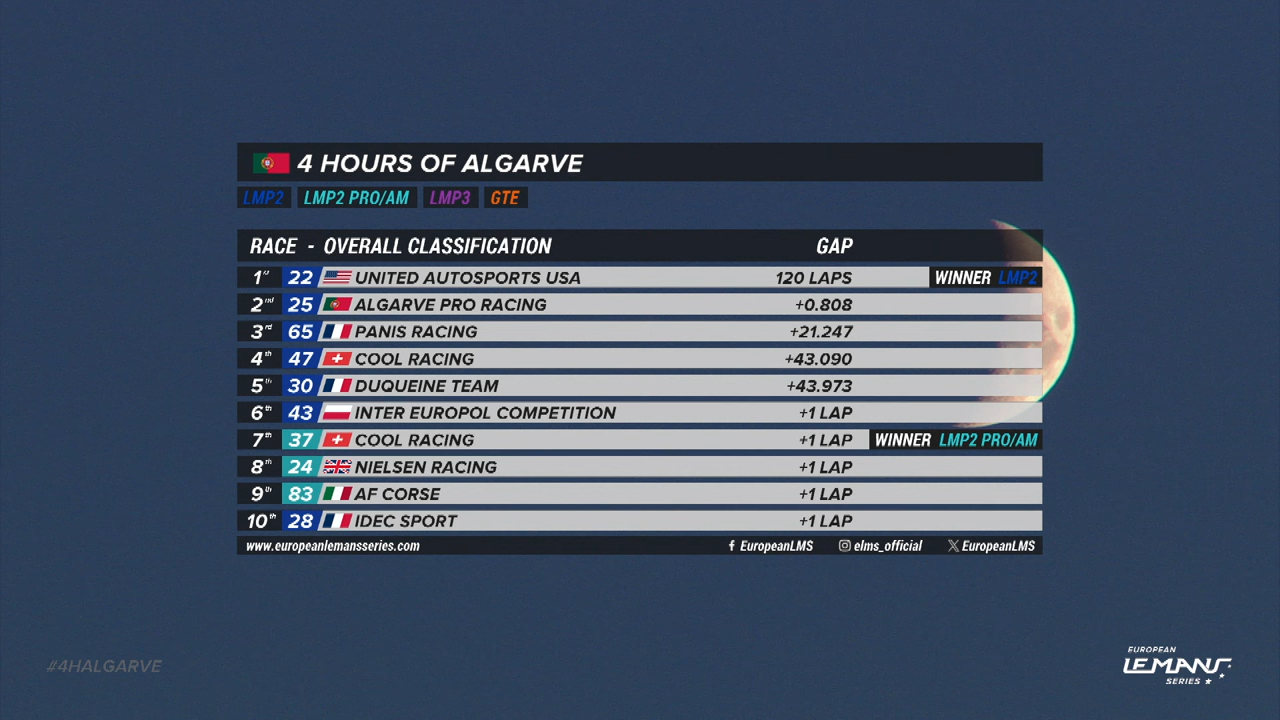 4 HOURS OF ALGARVE
LMP2 LMP2 PRO/AM LMP3 GTE
RACE - OVERALL CLASSIFICATION GAP
1st 22 UNITED AUTOSPORTS USA 120 LAPS WINNER LMP2
2nd 25 ALGARVE PRO RACING +0.808
3rd 65 PANIS RACING +21.247
4th 47 COOL RACING +43.090
5th 30 DUQUEINE TEAM +43.973
6th 43 INTER EUROPOL COMPETITION +1 LAP
7th 37 COOL RACING +1 LAP WINNER LMP2 PRO/AM
8th 24 NIELSEN RACING +1 LAP
9th 83 AF CORSE +1 LAP
10th 28 IDEC SPORT +1 LAP
www.europeanlemansseries.com EuropeanLMS elms_official EuropeanLMS
#4HALGARVE
EUROPEAN
LE MANS
SERIES